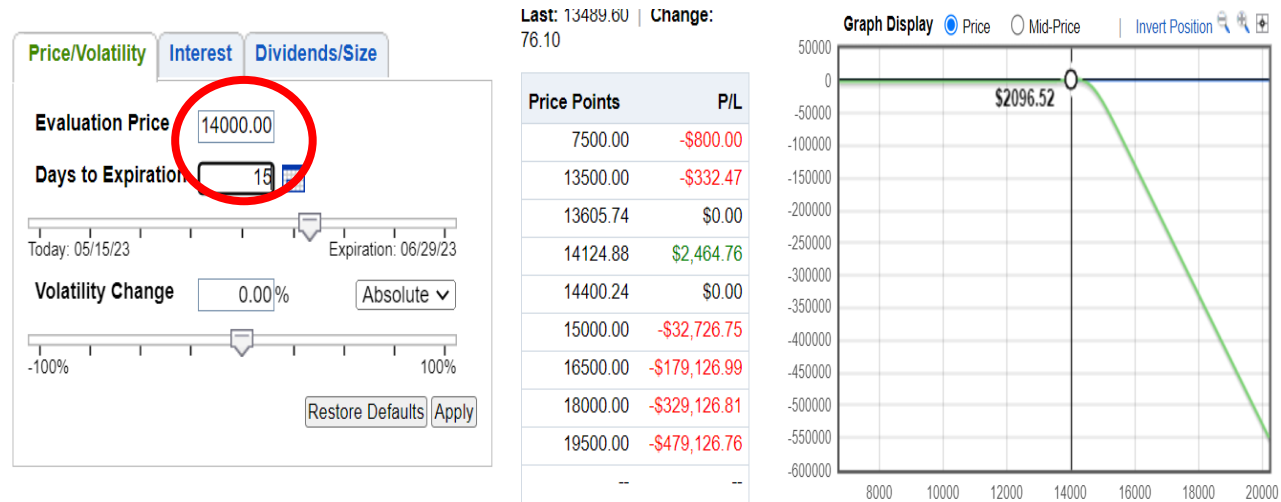 Price/Volatility Interest Dividends/Size
Evaluation Price 14000.00
Days to Expiration 15
Today: 05/15/23 Expiration: 06/29/23
Volatility Change 0.00% Absolute
-100% 100%
Restore Defaults Apply
Last: 13489.60 | Change:
76.10
Price Points P/L
7500.00 -$800.00
13500.00 -$332.47
13605.74 $0.00
14124.88 $2,464.76
14400.24 $0.00
15000.00 -$32,726.75
16500.00 -$179,126.99
18000.00 -$329,126.81
19500.00 -$479,126.76
-- --
Graph Display Price Mid-Price | Invert Position
50000
0
$2096.52
-50000
-100000
-150000
-200000
-250000
-300000
-350000
-400000
-450000
-500000
-550000
-600000
8000 10000 12000 14000 16000 18000 20000